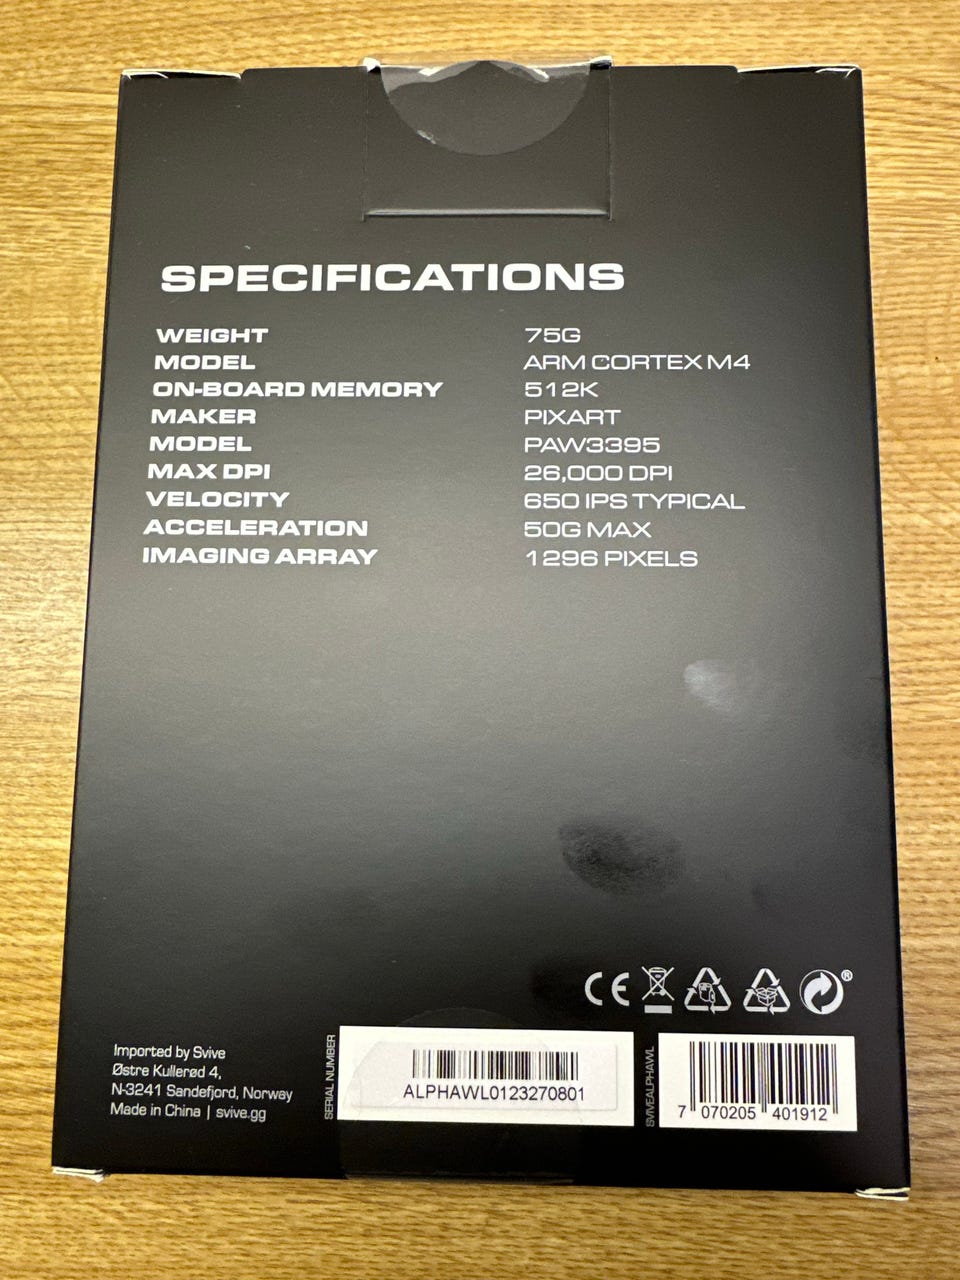 SPECIFICATIONS
WEIGHT 75G
MODEL ARM CORTEX M4
ON-BOARD MEMORY 512K
MAKER PIXART
MODEL PAW3395
MAX DPI 26,000 DPI
VELOCITY 650 IPS TYPICAL
ACCELERATION 50G MAX
IMAGING ARRAY 1296 PIXELS
CE
®
Imported by Svive
Østre Kullerød 4,
N-3241 Sandefjord, Norway
Made in China | svive.gg
SERIAL NUMBER
ALPHAWL0123270801
SVIVEALPHAWL
7 070205 401912